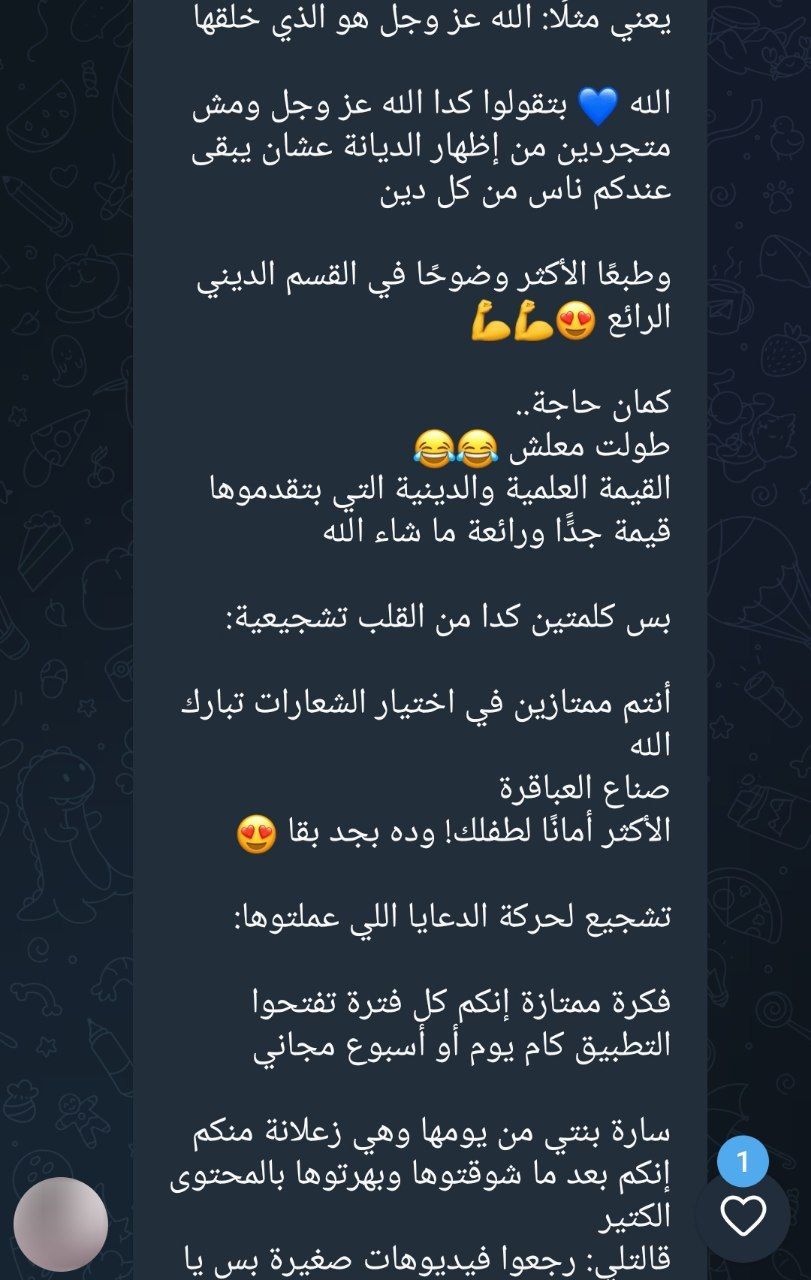 يعني مثلًا: الله عز وجل هو الذي خلقها
الله 💙 بتقولوا كدا الله عز وجل ومش
متجردين من إظهار الديانة عشان يبقى
عندكم ناس من كل دين
وطبعًا الأكثر وضوحًا في القسم الديني
الرائع 😍💪💪
كمان حاجة..
طولت معلش 😂😂
القيمة العلمية والدينية التي بتقدموها
قيمة جدًّا ورائعة ما شاء الله
بس كلمتين كدا من القلب تشجيعية:
أنتم ممتازين في اختيار الشعارات تبارك
الله
صناع العباقرة
الأكثر أمانًا لطفلك! وده بجد بقا 😍
تشجيع لحركة الدعايا اللي عملتوها:
فكرة ممتازة إنكم كل فترة تفتحوا
التطبيق كام يوم أو أسبوع مجاني
سارة بنتي من يومها وهي زعلانة منكم
إنكم بعد ما شوقتوها وبهرتوها بالمحتوى
الكتير
قالتلي: رجعوا فيديوهات صغيرة بس يا
1